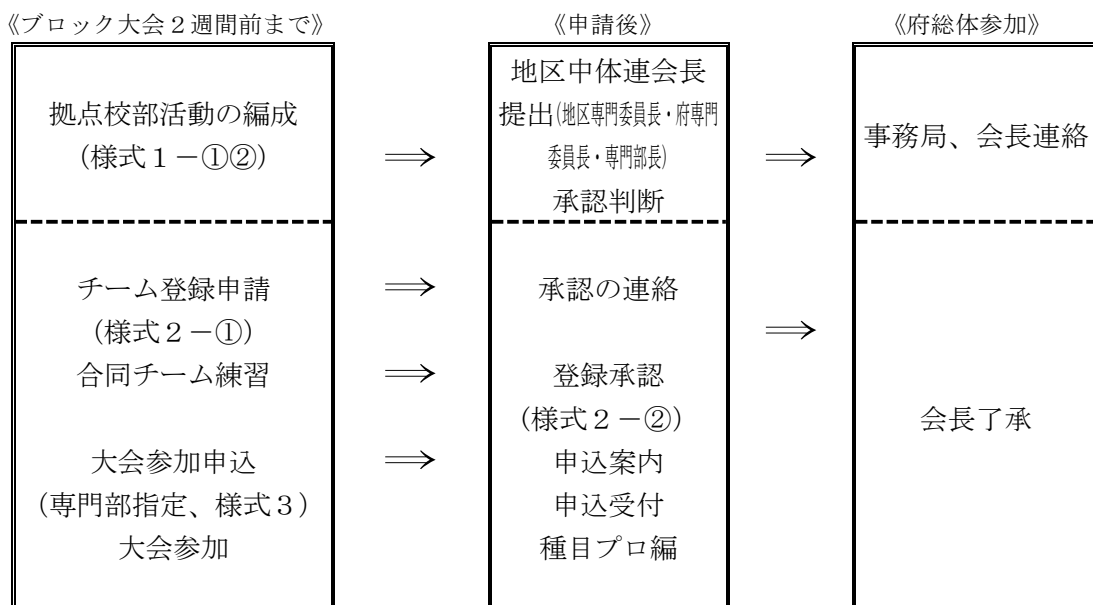 《ブロック大会２週間前まで》
拠点校部活動の編成
（様式１－①②）
チーム登録申請
（様式２－①）
合同チーム練習
大会参加申込
（専門部指定、様式３）
大会参加
⇒
⇒
⇒
⇒
《申請後》
地区中体連会長
提出(地区専門委員長・府専門
委員長・専門部長)
承認判断
承認の連絡
登録承認
（様式２－②）
申込案内
申込受付
種目プロ編
⇒
⇒
《府総体参加》
事務局、会長連絡
会長了承